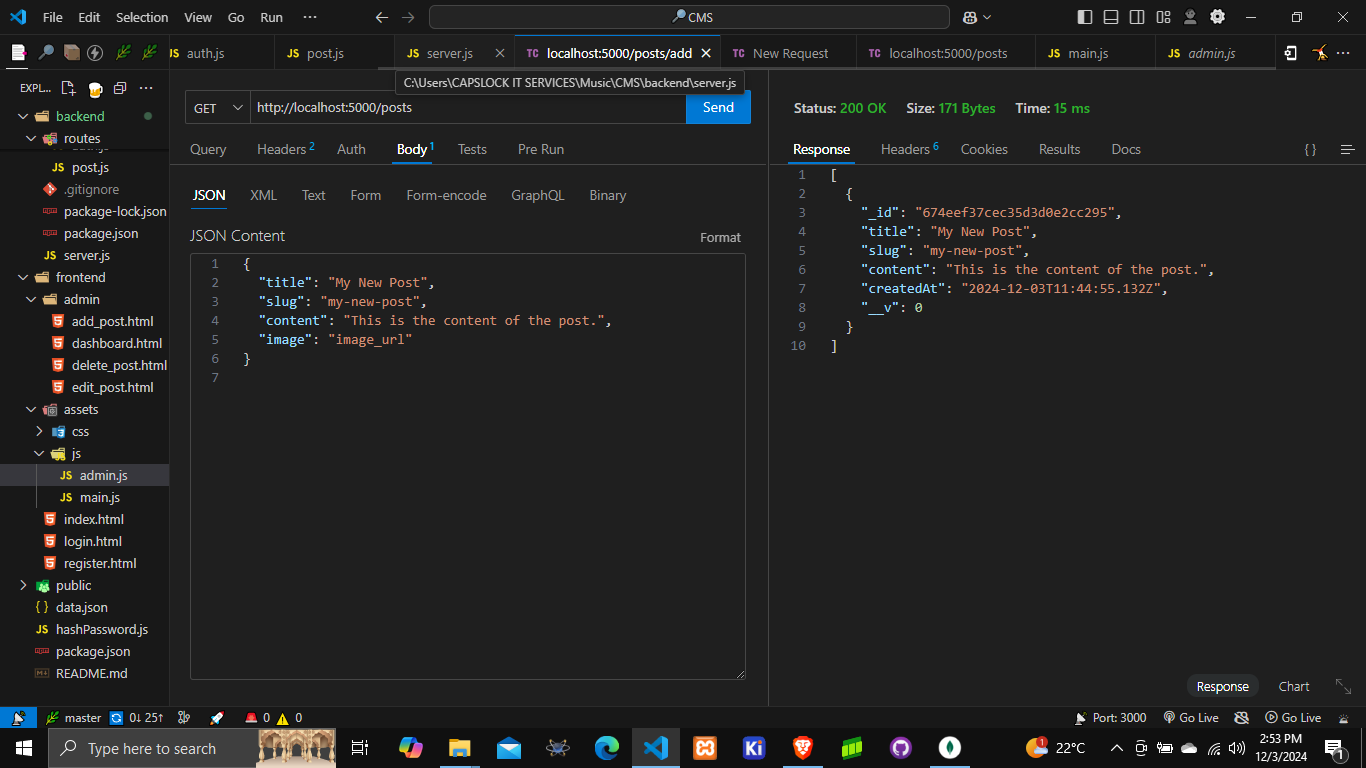 File Edit Selection View Go Run ··· CMS
auth.js post.js server.js TC localhost:5000/posts/add TC New Request TC localhost:5000/posts JS main.js JS admin.js ···
C:\Users\CAPSLOCK IT SERVICES\Music\CMS\backend\server.js
EXPL... ···
backend
routes
JS post.js
.gitignore
package-lock.json
package.json
JS server.js
frontend
admin
add_post.html
dashboard.html
delete_post.html
edit_post.html
assets
css
js
JS admin.js
JS main.js
index.html
login.html
register.html
public
{ } data.json
JS hashPassword.js
package.json
README.md
GET http://localhost:5000/posts Send
Query Headers 2 Auth Body 1 Tests Pre Run
JSON XML Text Form Form-encode GraphQL Binary
JSON Content Format
1 {
2 "title": "My New Post",
3 "slug": "my-new-post",
4 "content": "This is the content of the post.",
5 "image": "image_url"
6 }
7
Status: 200 OK Size: 171 Bytes Time: 15 ms
Response Headers 6 Cookies Results Docs { }
1 [
2 {
3 "_id": "674eef37cec35d3d0e2cc295",
4 "title": "My New Post",
5 "slug": "my-new-post",
6 "content": "This is the content of the post.",
7 "createdAt": "2024-12-03T11:44:55.132Z",
8 "__v": 0
9 }
10 ]
Response Chart
master 0↓ 25↑ 0 0 Port: 3000 Go Live Go Live
Type here to search Ki 1 22°C 2:53 PM
12/3/2024 1